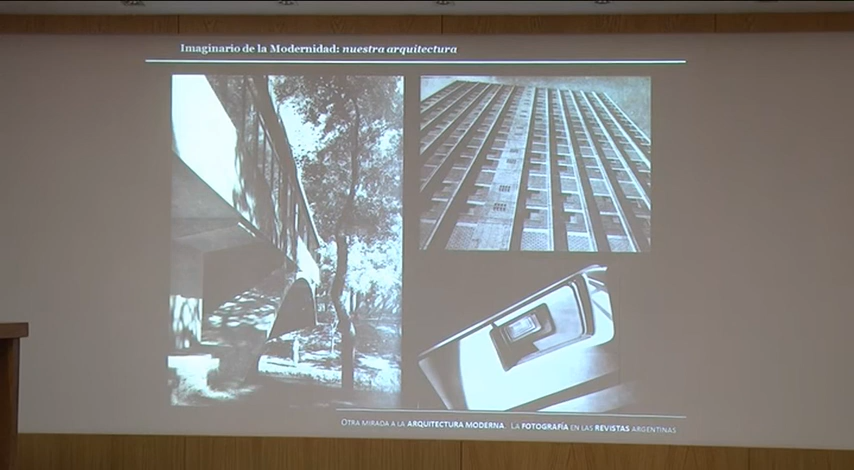 Imaginario de la Modernidad: nuestra arquitectura
OTRA MIRADA A LA ARQUITECTURA MODERNA. LA FOTOGRAFÍA EN LAS REVISTAS ARGENTINAS